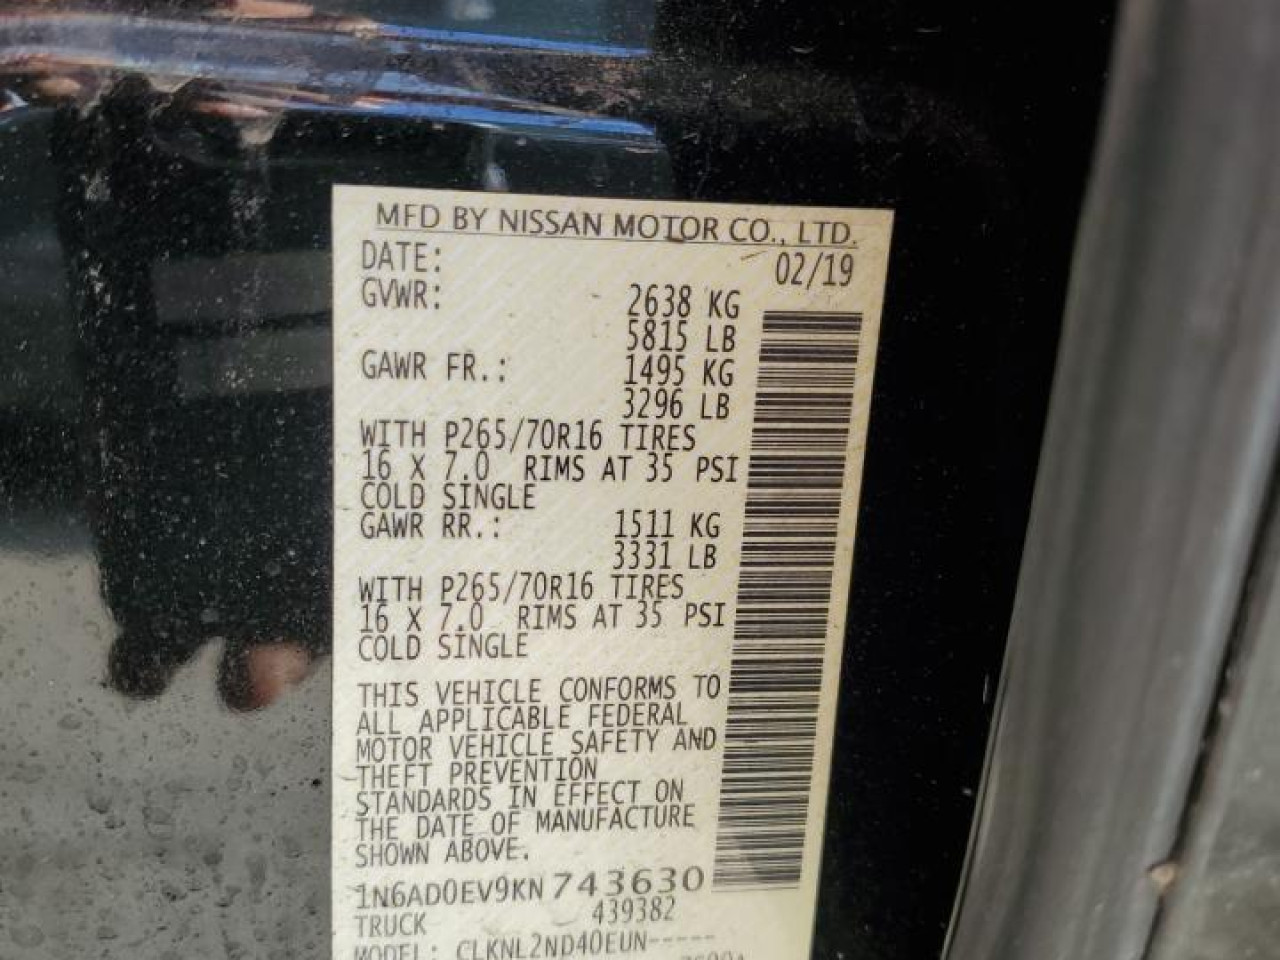 MFD BY NISSAN MOTOR CO., LTD.
DATE: 02/19
GVWR: 2638 KG
5815 LB
GAWR FR.: 1495 KG
3296 LB
WITH P265/70R16 TIRES
16 X 7.0 RIMS AT 35 PSI
COLD SINGLE
GAWR RR.: 1511 KG
3331 LB
WITH P265/70R16 TIRES
16 X 7.0 RIMS AT 35 PSI
COLD SINGLE
THIS VEHICLE CONFORMS TO
ALL APPLICABLE FEDERAL
MOTOR VEHICLE SAFETY AND
THEFT PREVENTION
STANDARDS IN EFFECT ON
THE DATE OF MANUFACTURE
SHOWN ABOVE.
1N6AD0EV9KN743630
TRUCK 439382
MODEL: CLKNL2ND40EUN-----